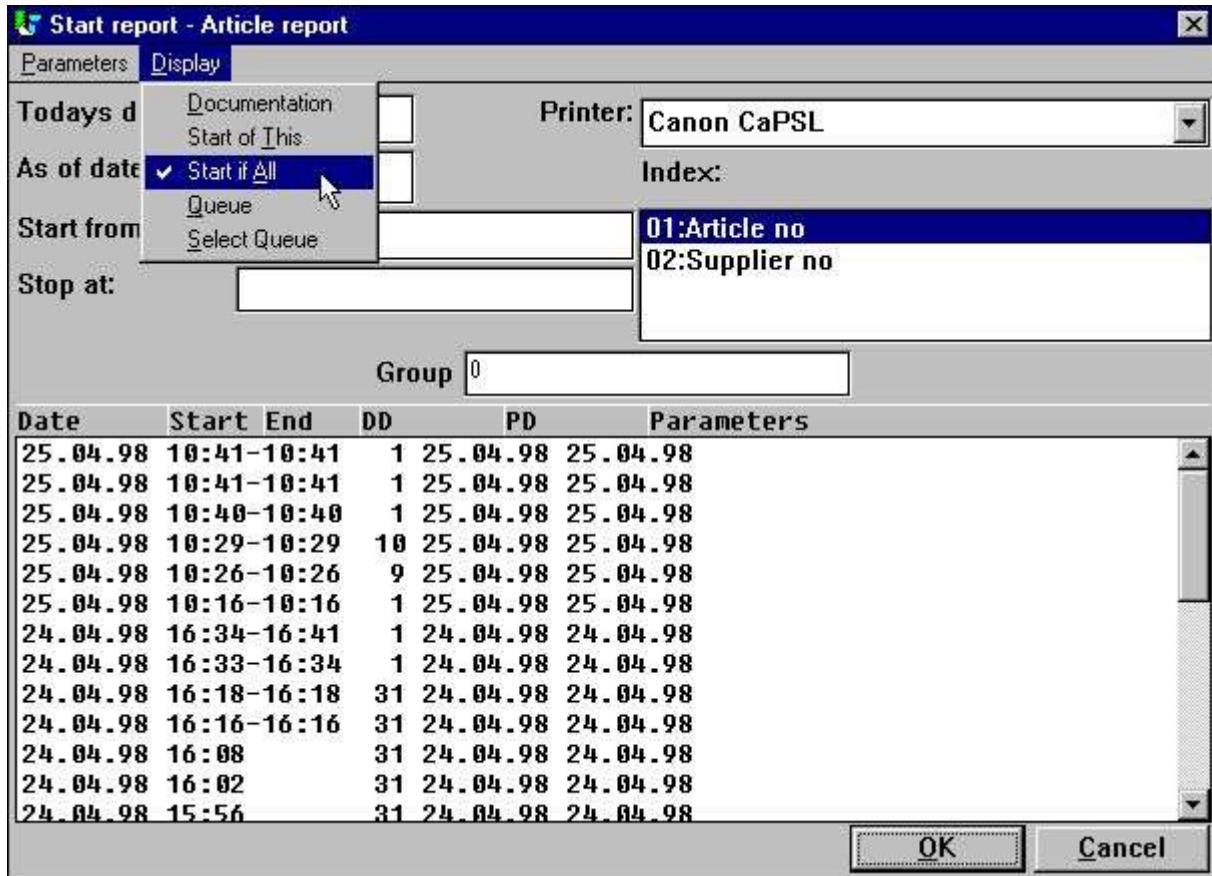 Start report - Article report
Parameters Display
Documentation
Start of This
Start if All
Queue
Select Queue
Todays d
Printer: Canon CaPSL
As of date
Index:
Start from
01:Article no
02:Supplier no
Stop at:
Group 0
Date Start End DD PD Parameters
25.04.98 10:41-10:41 1 25.04.98 25.04.98
25.04.98 10:41-10:41 1 25.04.98 25.04.98
25.04.98 10:40-10:40 1 25.04.98 25.04.98
25.04.98 10:29-10:29 10 25.04.98 25.04.98
25.04.98 10:26-10:26 9 25.04.98 25.04.98
25.04.98 10:16-10:16 1 25.04.98 25.04.98
24.04.98 16:34-16:41 1 24.04.98 24.04.98
24.04.98 16:33-16:34 1 24.04.98 24.04.98
24.04.98 16:18-16:18 31 24.04.98 24.04.98
24.04.98 16:16-16:16 31 24.04.98 24.04.98
24.04.98 16:08 31 24.04.98 24.04.98
24.04.98 16:02 31 24.04.98 24.04.98
24.04.98 15:56 31 24.04.98 24.04.98
OK Cancel